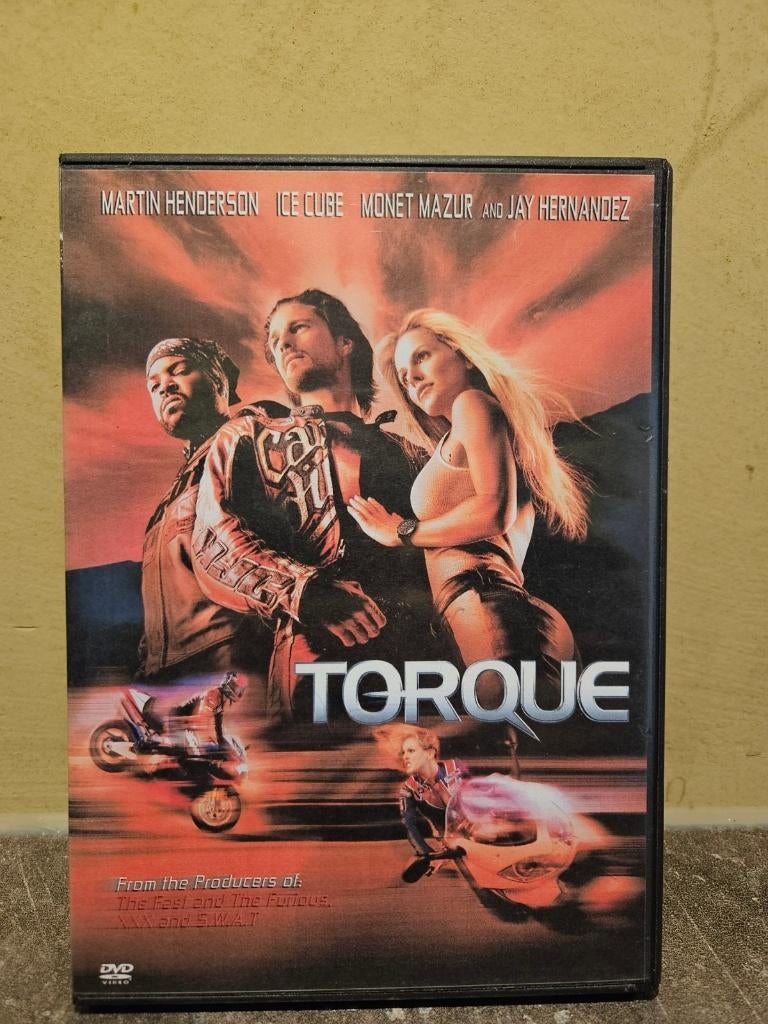 MARTIN HENDERSON ICE CUBE MONET MAZUR AND JAY HERNANDEZ
TORQUE
From the Producers of:
The Fast and The Furious,
XXX and S.W.A.T
DVD
VIDEO